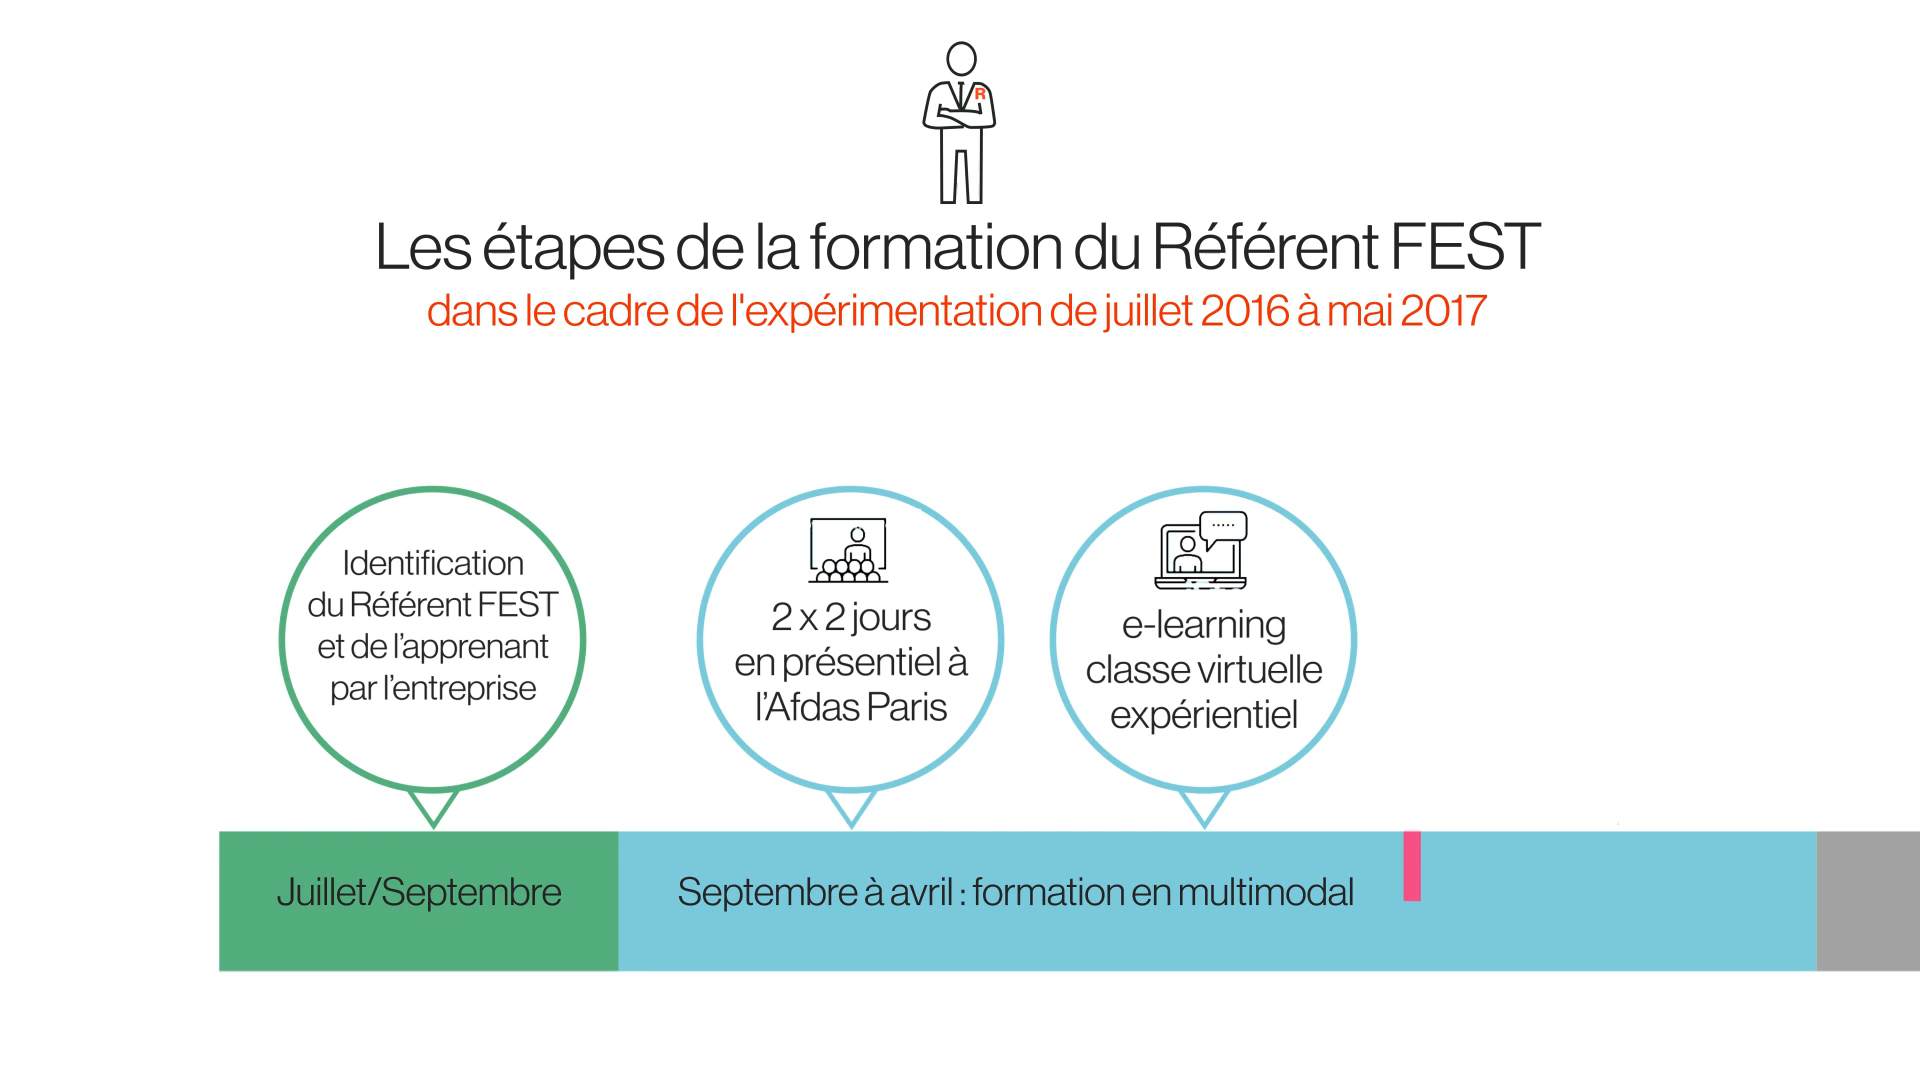 R
Les étapes de la formation du Référent FEST
dans le cadre de l'expérimentation de juillet 2016 à mai 2017
Identification
du Référent FEST
et de l’apprenant
par l’entreprise
2 x 2 jours
en présentiel à
l’Afdas Paris
e-learning
classe virtuelle
expérientiel
Juillet/Septembre
Septembre à avril : formation en multimodal